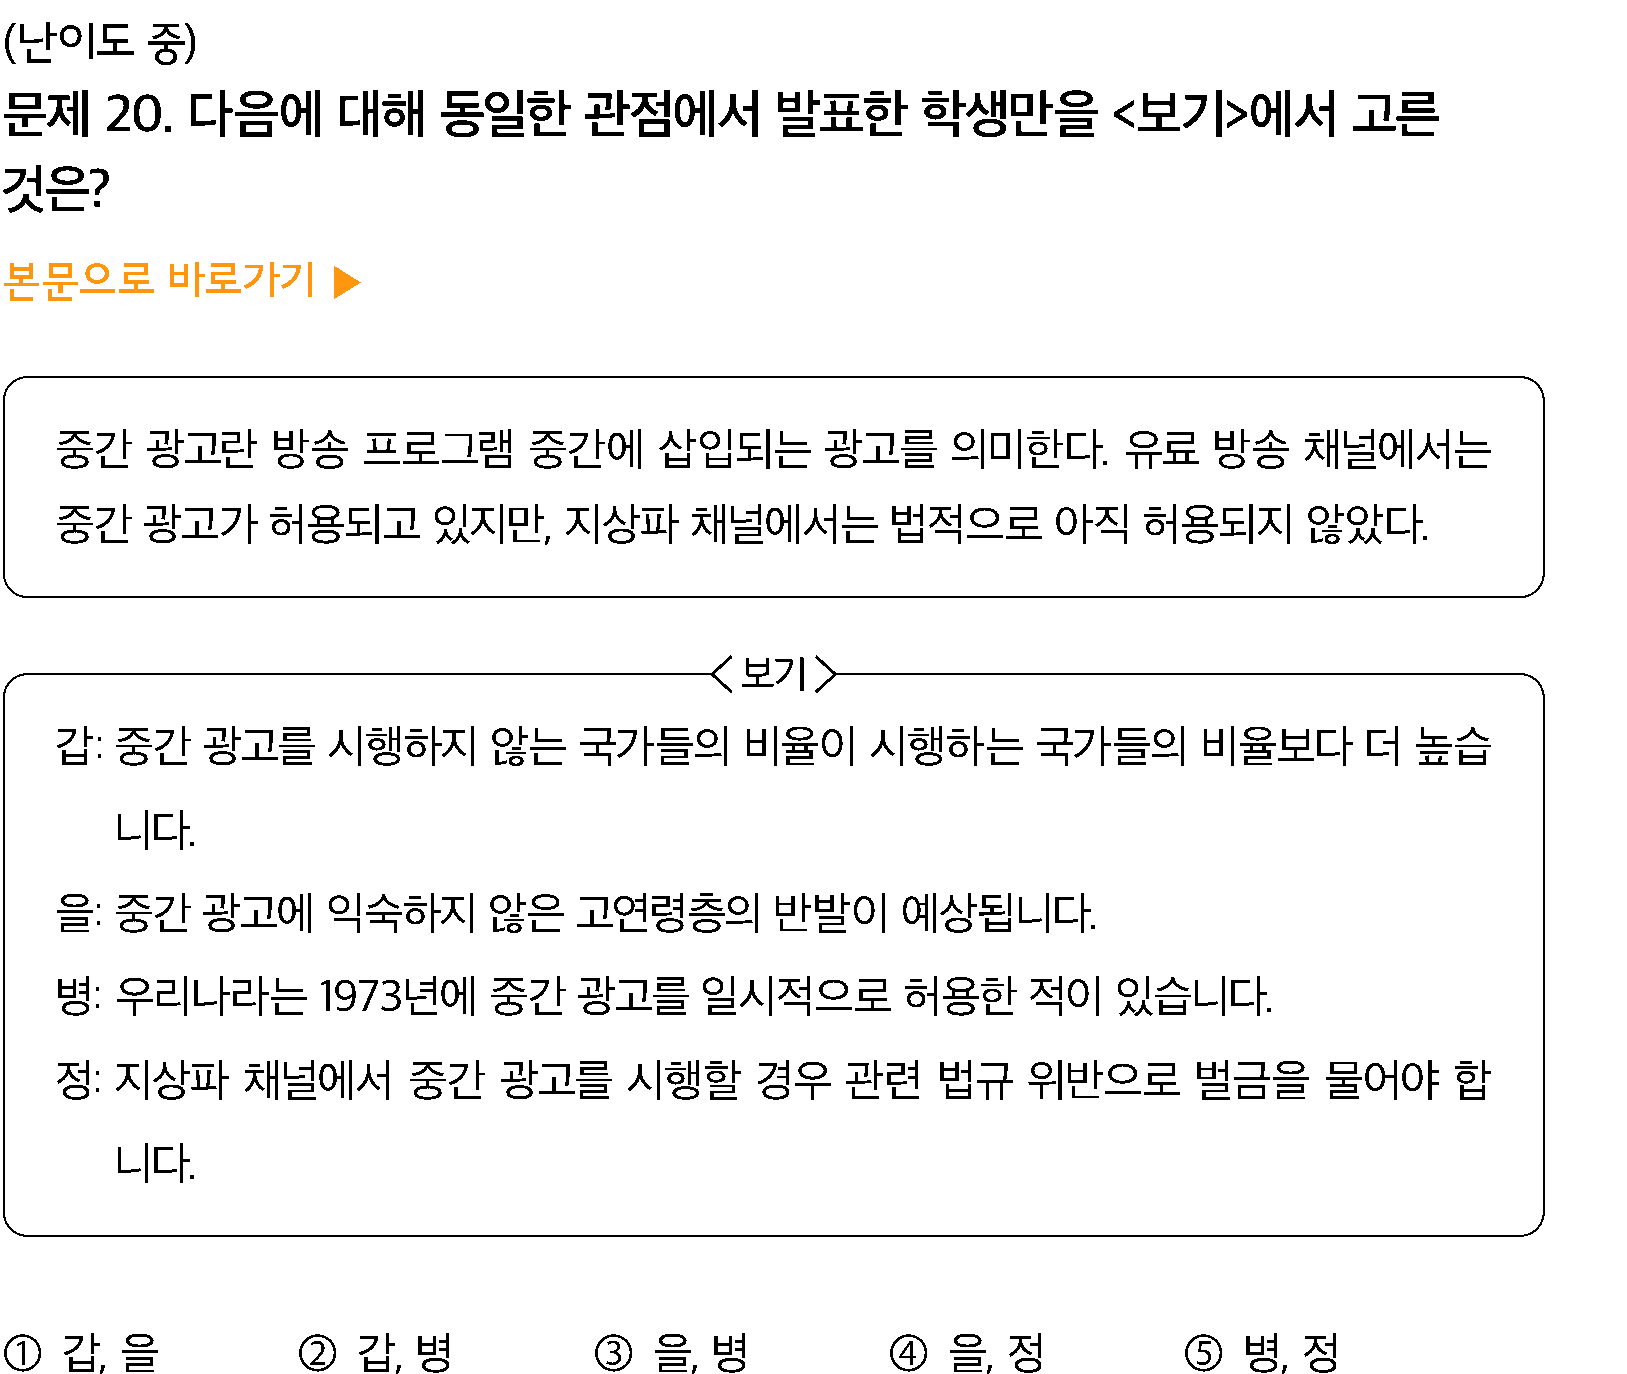 (난이도 중)
문제 20. 다음에 대해 동일한 관점에서 발표한 학생만을 <보기>에서 고른
것은?
본문으로 바로가기 ▶
중간 광고란 방송 프로그램 중간에 삽입되는 광고를 의미한다. 유료 방송 채널에서는
중간 광고가 허용되고 있지만, 지상파 채널에서는 법적으로 아직 허용되지 않았다.
<보기>
갑: 중간 광고를 시행하지 않는 국가들의 비율이 시행하는 국가들의 비율보다 더 높습
니다.
을: 중간 광고에 익숙하지 않은 고연령층의 반발이 예상됩니다.
병: 우리나라는 1973년에 중간 광고를 일시적으로 허용한 적이 있습니다.
정: 지상파 채널에서 중간 광고를 시행할 경우 관련 법규 위반으로 벌금을 물어야 합
니다.
① 갑, 을 ② 갑, 병 ③ 을, 병 ④ 을, 정 ⑤ 병, 정